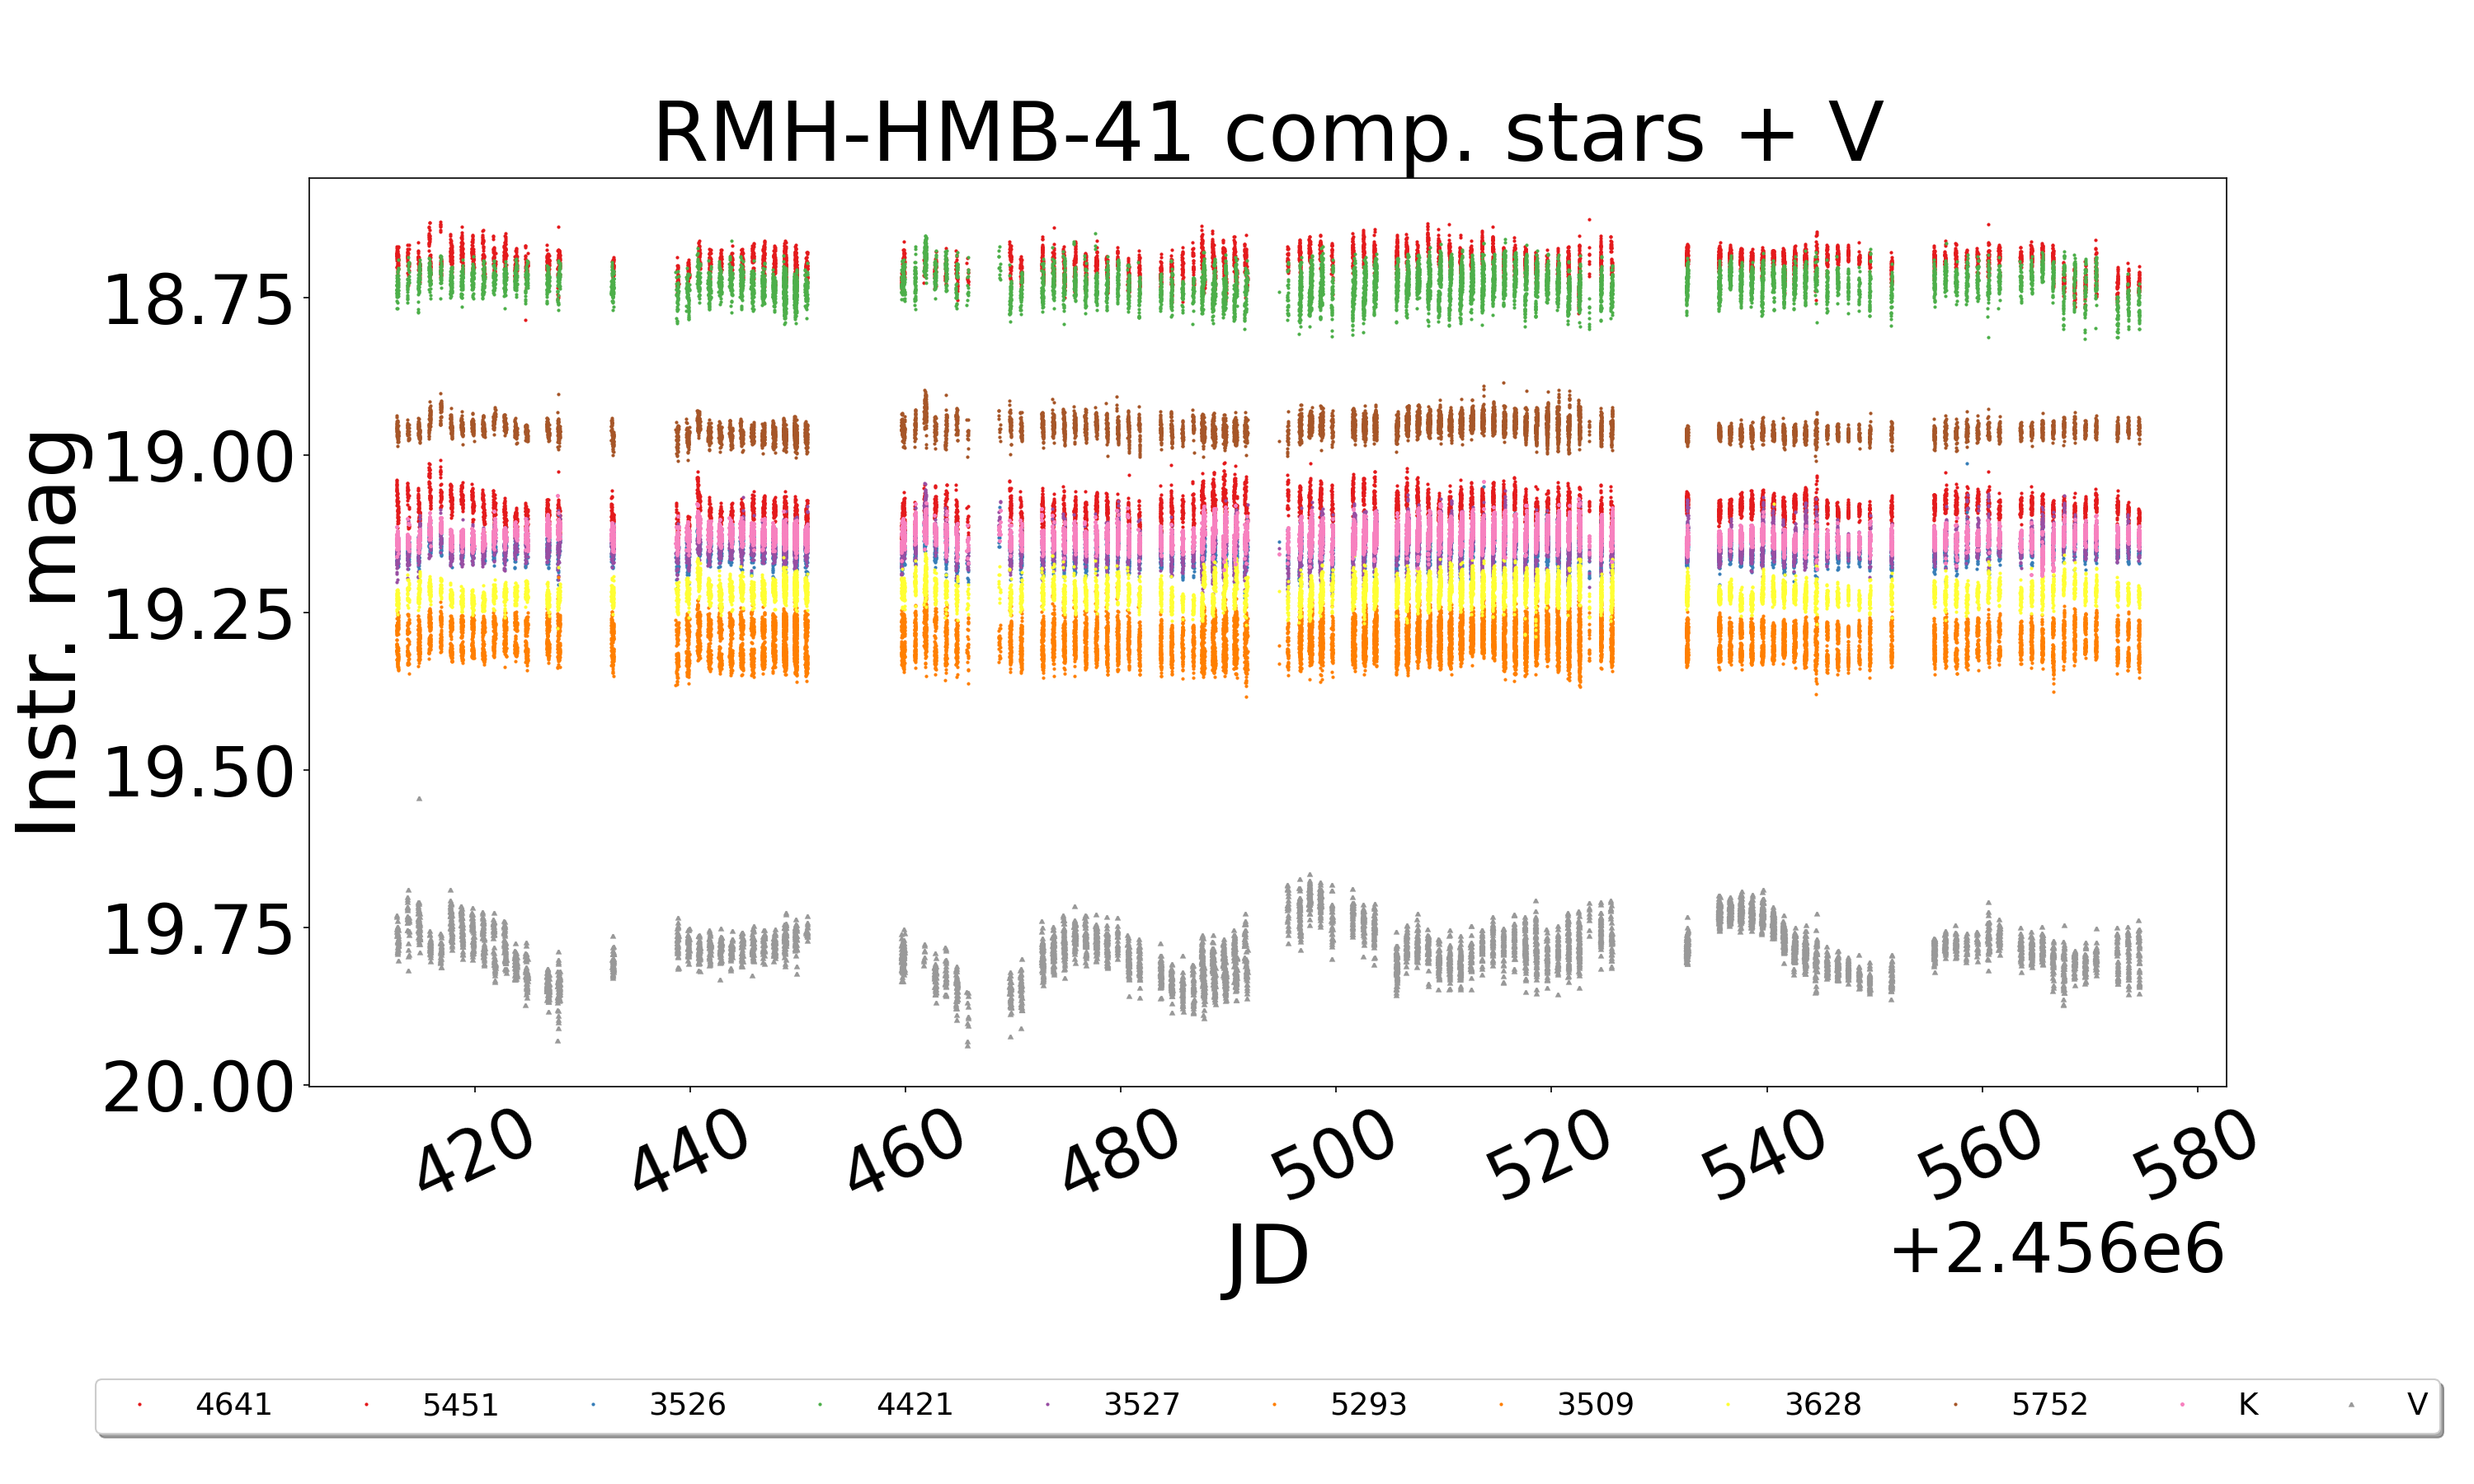 RMH-HMB-41 comp. stars + V
Instr. mag
18.75
19.00
19.25
19.50
19.75
20.00
420 440 460 480 500 520 540 560 580
JD
+2.456e6
4641 5451 3526 4421 3527 5293 3509 3628 5752 K V